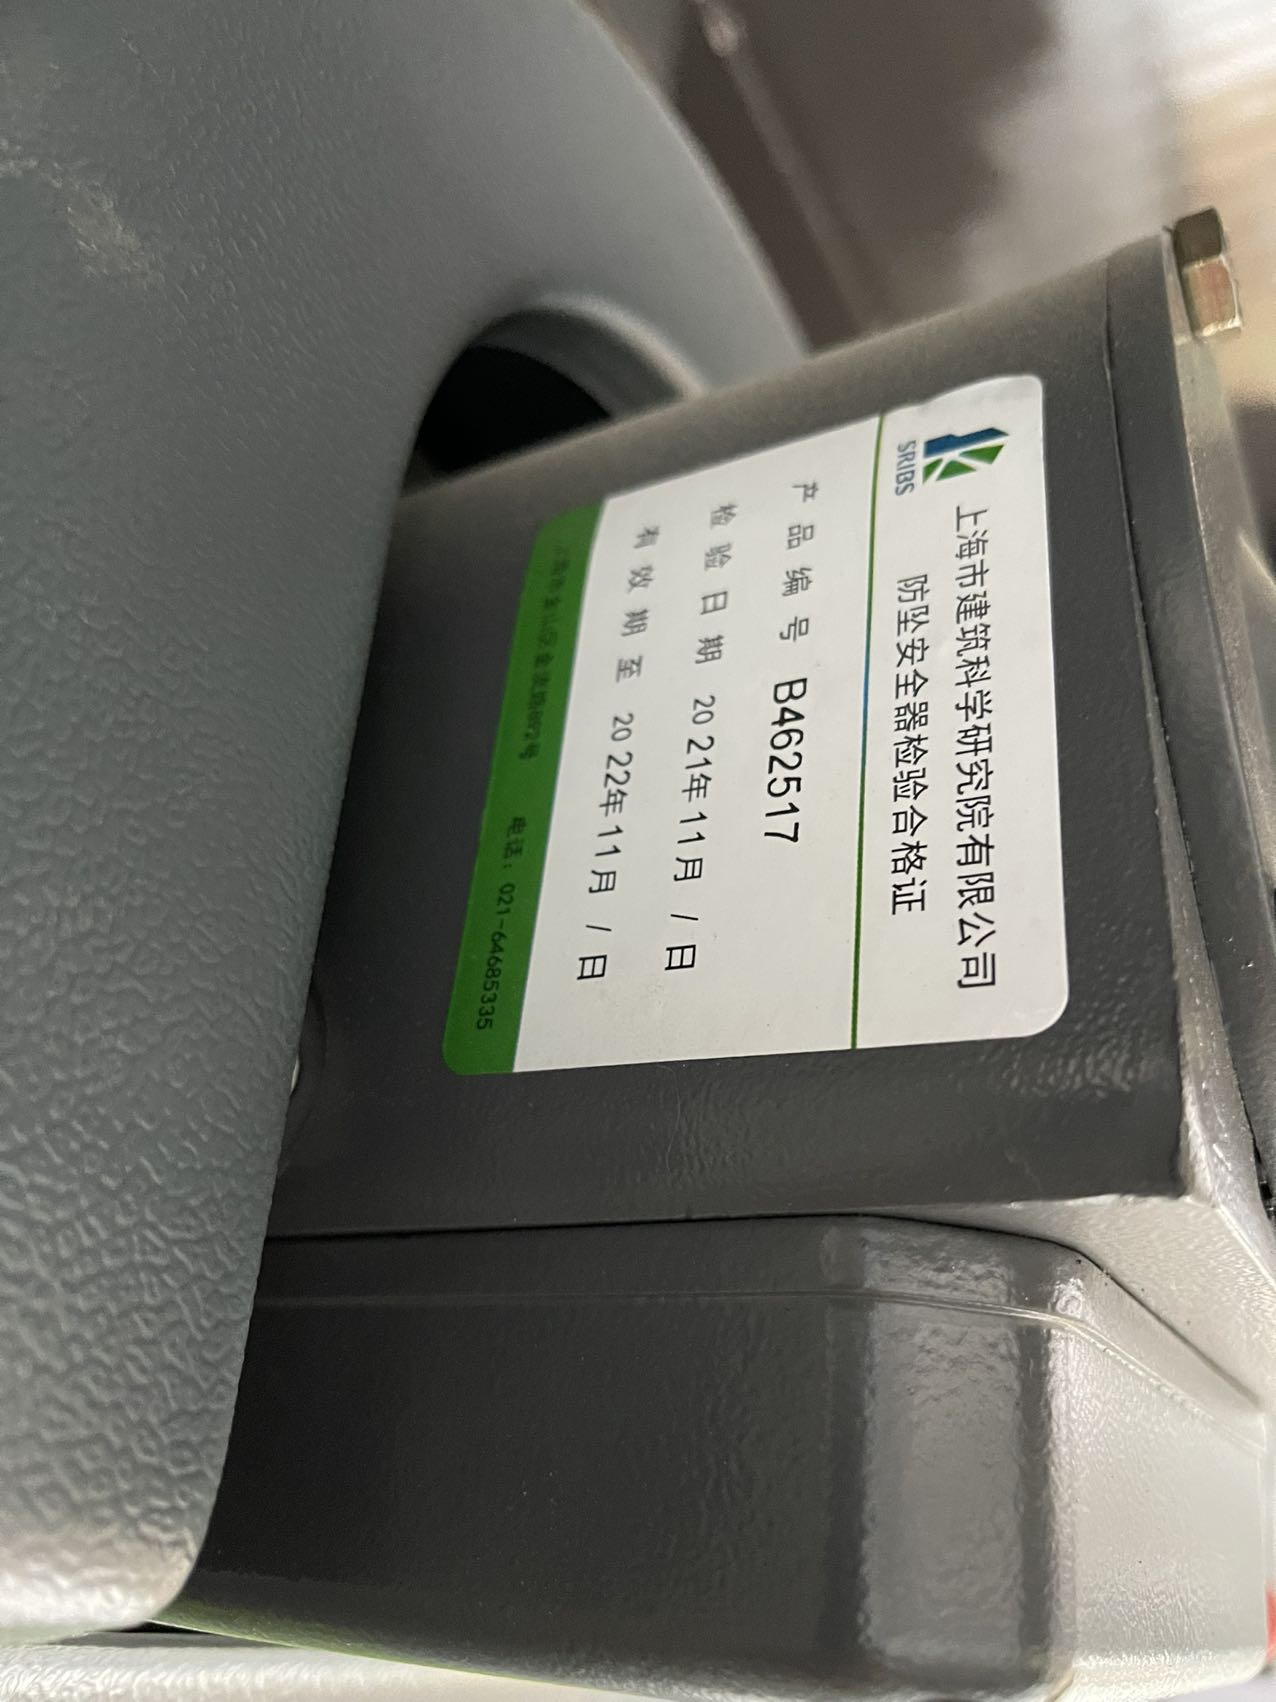 SRIBS
上海市建筑科学研究院有限公司
防坠安全器检验合格证
产品编号 B462517
检验日期 2021年11月 / 日
有效期至 2022年11月 / 日
电话：021-64685335